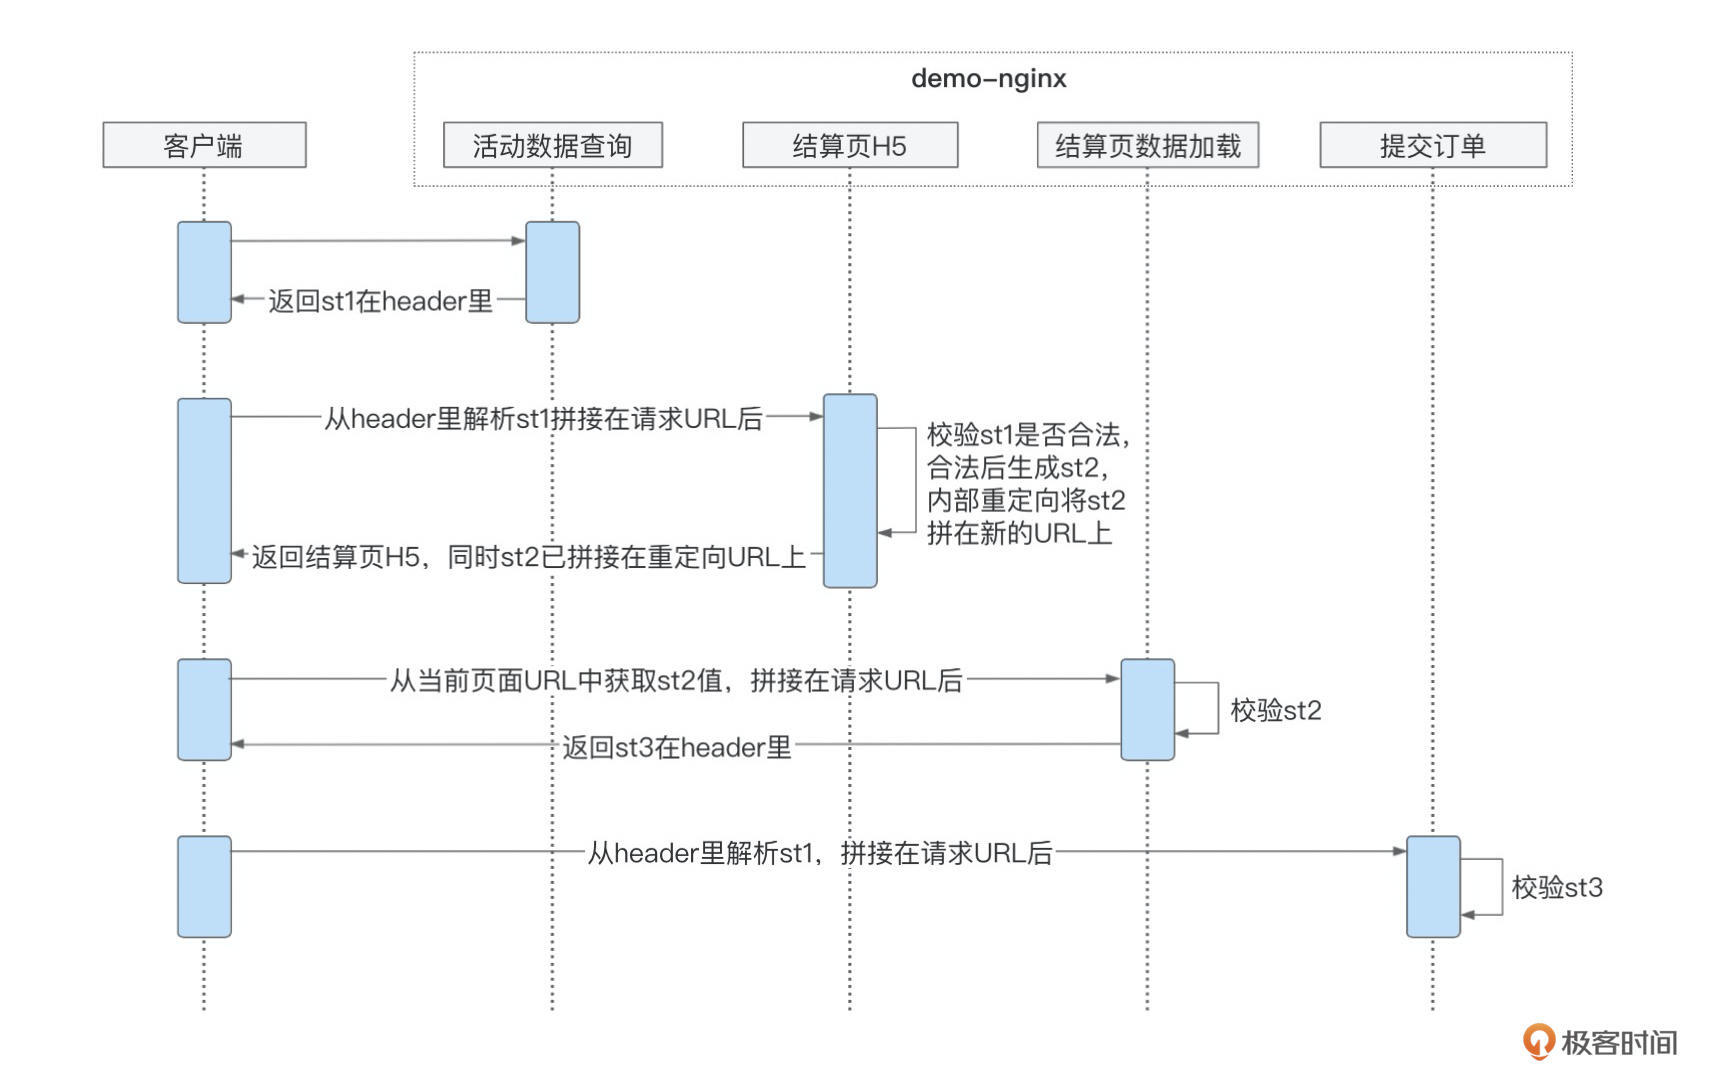 demo-nginx
客户端
活动数据查询
结算页H5
结算页数据加载
提交订单
返回st1在header里
从header里解析st1拼接在请求URL后
校验st1是否合法，
合法后生成st2，
内部重定向将st2
拼在新的URL上
返回结算页H5，同时st2已拼接在重定向URL上
从当前页面URL中获取st2值，拼接在请求URL后
校验st2
返回st3在header里
从header里解析st1，拼接在请求URL后
校验st3
极客时间